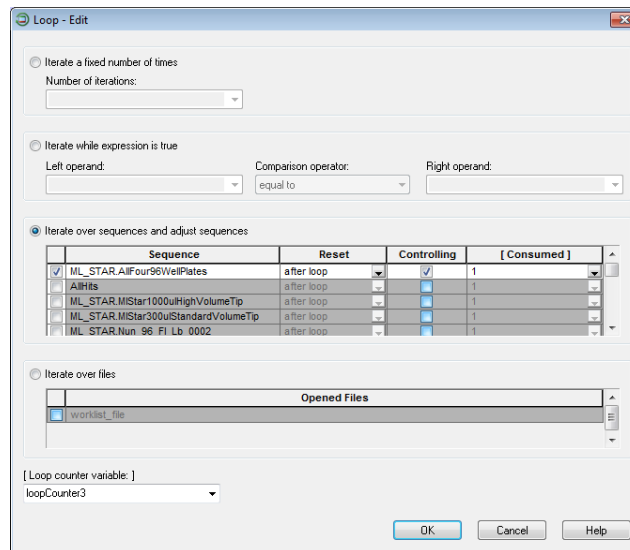 Loop - Edit
Iterate a fixed number of times
Number of iterations:
Iterate while expression is true
Left operand: Comparison operator: Right operand:
equal to
Iterate over sequences and adjust sequences
Sequence Reset Controlling [ Consumed ]
ML_STAR.AllFour96WellPlates after loop 1
AllHits after loop 1
ML_STAR.MlStar1000ulHighVolumeTip after loop 1
ML_STAR.MlStar300ulStandardVolumeTip after loop 1
ML_STAR.Nun_96_Fl_Lb_0002 after loop 1
Iterate over files
Opened Files
worklist_file
[ Loop counter variable: ]
loopCounter3
OK Cancel Help